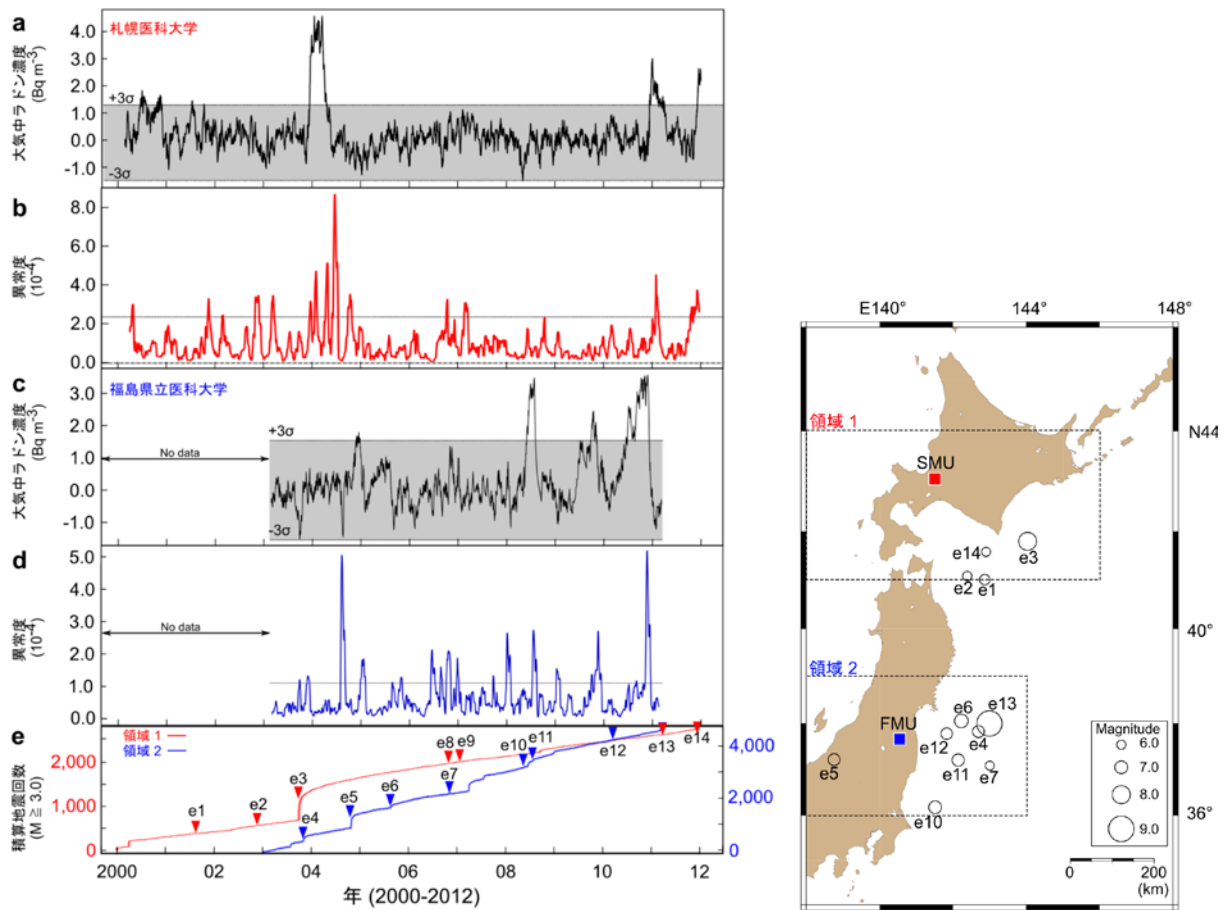 a
札幌医科大学
大気中ラドン濃度
(Bq m⁻³)
4.0
3.0
2.0
1.0
0.0
-1.0
+3σ
-3σ
b
異常度
(10⁻⁴)
8.0
6.0
4.0
2.0
0.0
c
福島県立医科大学
大気中ラドン濃度
(Bq m⁻³)
3.0
2.0
1.0
0.0
-1.0
+3σ
No data
-3σ
d
異常度
(10⁻⁴)
5.0
4.0
3.0
2.0
1.0
0.0
No data
e
領域 1
領域 2
積算地震回数
(M ≧ 3.0)
2,000
1,000
0
4,000
2,000
0
e1
e2
e3
e4
e5
e6
e7
e8
e9
e10
e11
e12
e13
e14
2000 02 04 06 08 10 12
年 (2000-2012)
E140° 144° 148°
領域 1
N44°
SMU
e14
e3
e2
e1
40°
領域 2
FMU
e6
e13
e12
e4
e5
e11
e7
e10
36°
Magnitude
6.0
7.0
8.0
9.0
0 200
(km)